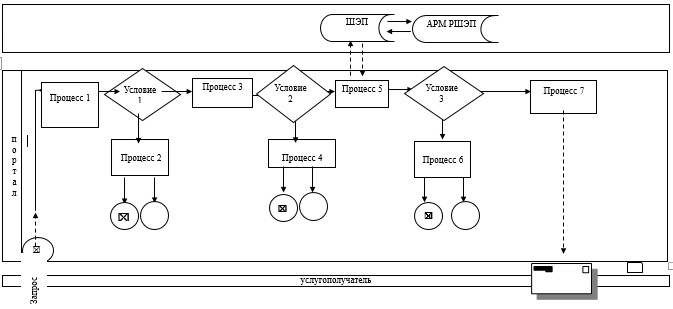 ШЭП
АРМ РШЭП
Процесс 1
Условие
1
Процесс 3
Условие
2
Процесс 5
Условие
3
Процесс 7
портал
Процесс 2
Процесс 4
Процесс 6
Запрос
услугополучатель